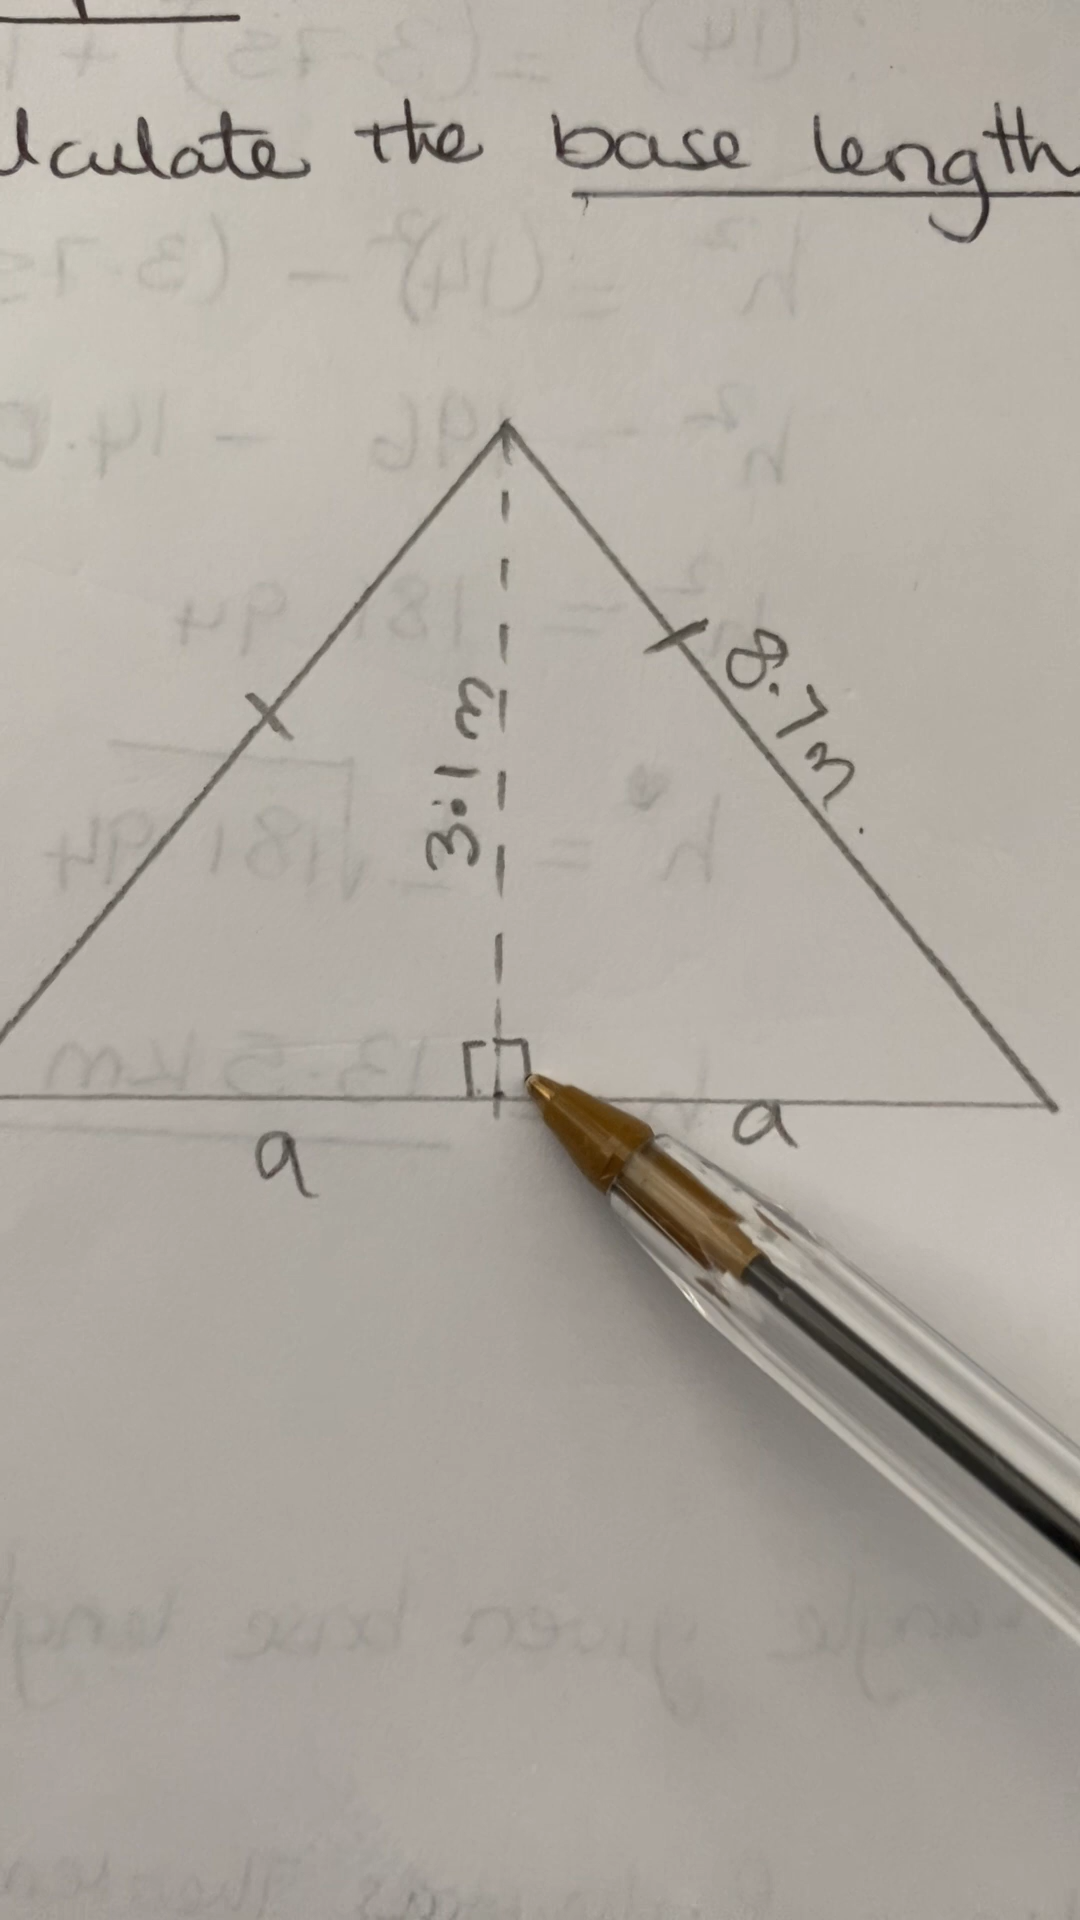 lculate the base length
3.1m
8.7m
a
a